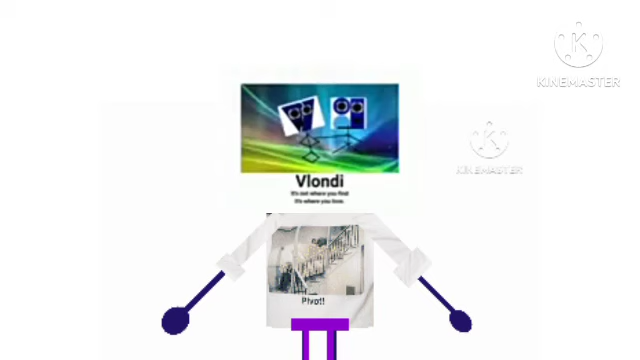 KINEMASTER
KINEMASTER
Vlondi
It's not where you find
It's where you love.
Pivot!